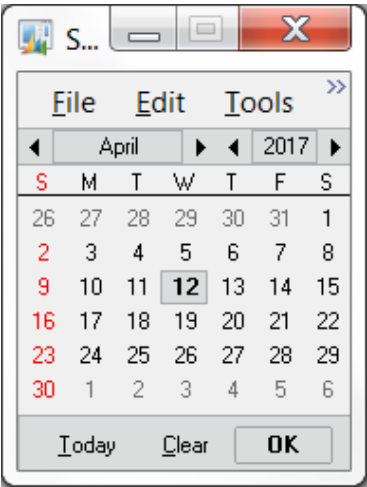 S...
File Edit Tools »
April 2017
S M T W T F S
26 27 28 29 30 31 1
2 3 4 5 6 7 8
9 10 11 12 13 14 15
16 17 18 19 20 21 22
23 24 25 26 27 28 29
30 1 2 3 4 5 6
Today Clear OK